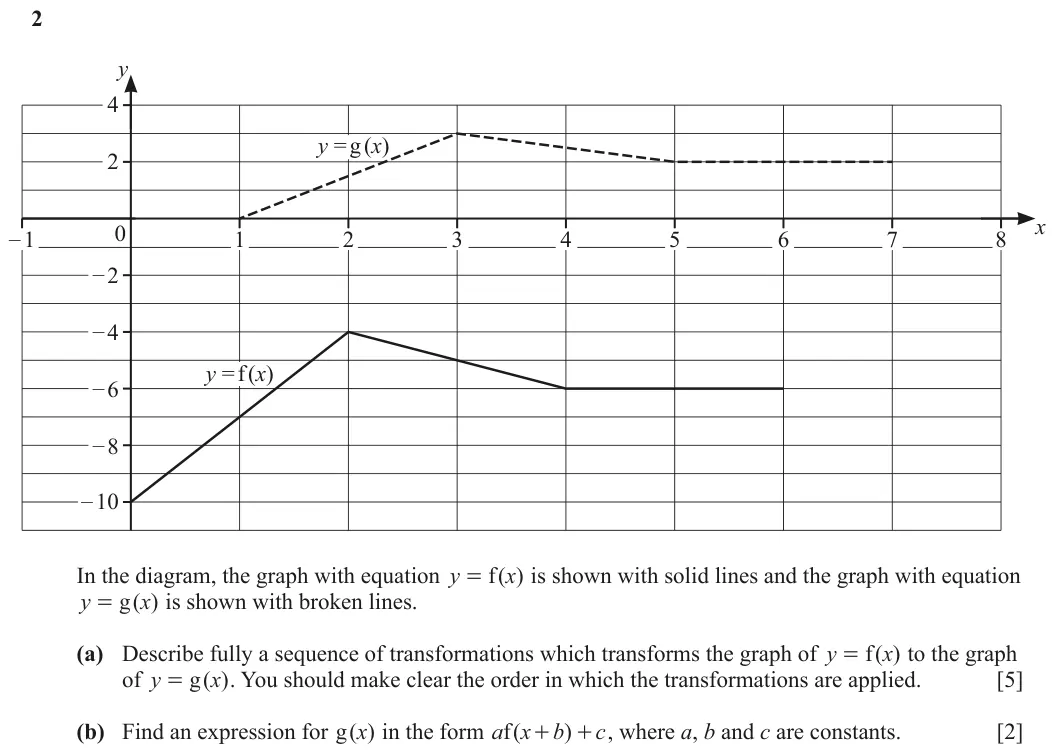 2
y
4
y = g(x)
2
−1 0 1 2 3 4 5 6 7 8 x
−2
−4
y = f(x)
−6
−8
−10
In the diagram, the graph with equation y = f(x) is shown with solid lines and the graph with equation
y = g(x) is shown with broken lines.
(a) Describe fully a sequence of transformations which transforms the graph of y = f(x) to the graph
of y = g(x). You should make clear the order in which the transformations are applied. [5]
(b) Find an expression for g(x) in the form af(x+b)+c, where a, b and c are constants. [2]